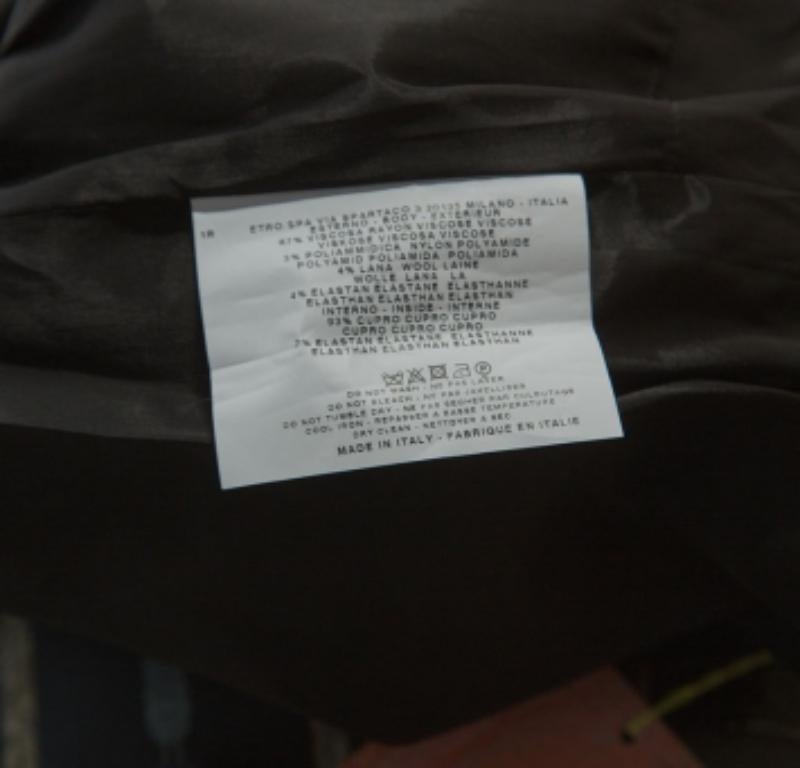 18
ETRO SPA VIA SPARTACO 3 20135 MILANO - ITALIA
ESTERNO - BODY - EXTERIEUR
VISCOSA RAYON VISCOSE VISCOSE
VISKOSE VISCOSA VISCOSE
3% POLIAMMIDICA NYLON POLYAMIDE
POLYAMID POLIAMIDA POLIAMIDA
4% LANA WOOL LAINE
WOLLE LANA LA
4% ELASTAN ELASTANE ELASTHANNE
ELASTHAN ELASTHAN ELASTHAN
INTERNO - INSIDE - INTERNE
93% CUPRO CUPRO CUPRO
CUPRO CUPRO CUPRO
7% ELASTAN ELASTANE ELASTHANNE
ELASTHAN ELASTHAN ELASTHAN
DO NOT WASH - NE PAS LAVER
DO NOT BLEACH - NE PAS JAVELLISER
DO NOT TUMBLE DAY - NE PAS SECHER PAR CULBUTAGE
COOL IRON - REPASSER A BASSE TEMPERATURE
DRY CLEAN - NETTOYER A SEC
MADE IN ITALY - FABRIQUE EN ITALIE